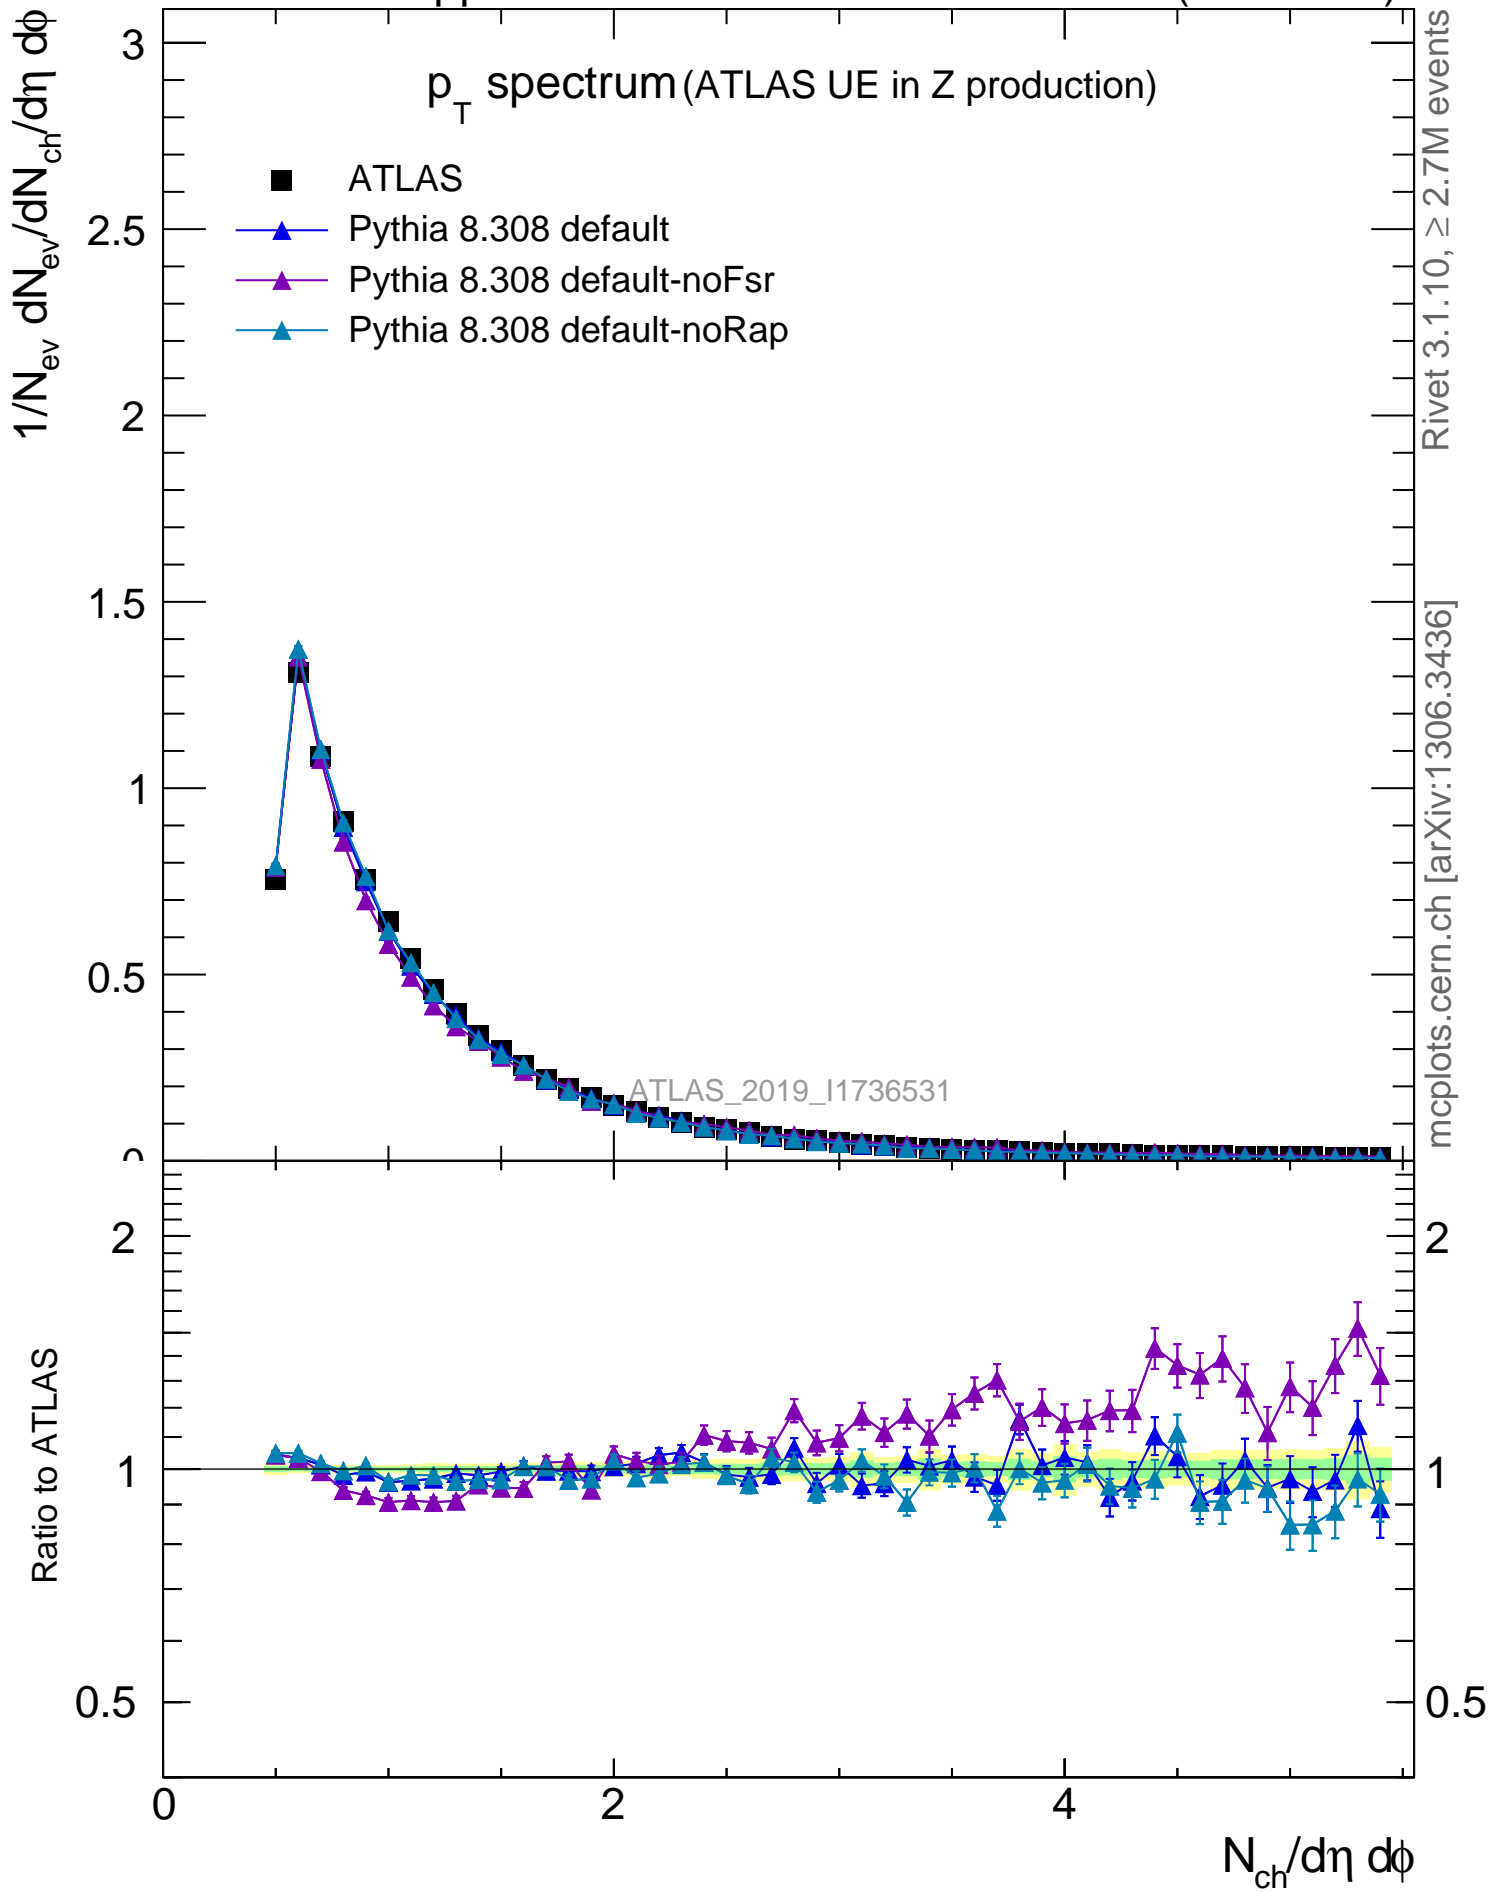 p_T spectrum (ATLAS UE in Z production)
ATLAS
Pythia 8.308 default
Pythia 8.308 default-noFsr
Pythia 8.308 default-noRap
1/N_ev dN_ev/dN_ch/dη dϕ
3
2.5
2
1.5
1
0.5
0
ATLAS_2019_I1736531
Rivet 3.1.10, ≥ 2.7M events
mcplots.cern.ch [arXiv:1306.3436]
Ratio to ATLAS
2
1
0.5
2
1
0.5
0
2
4
N_ch/dη dϕ